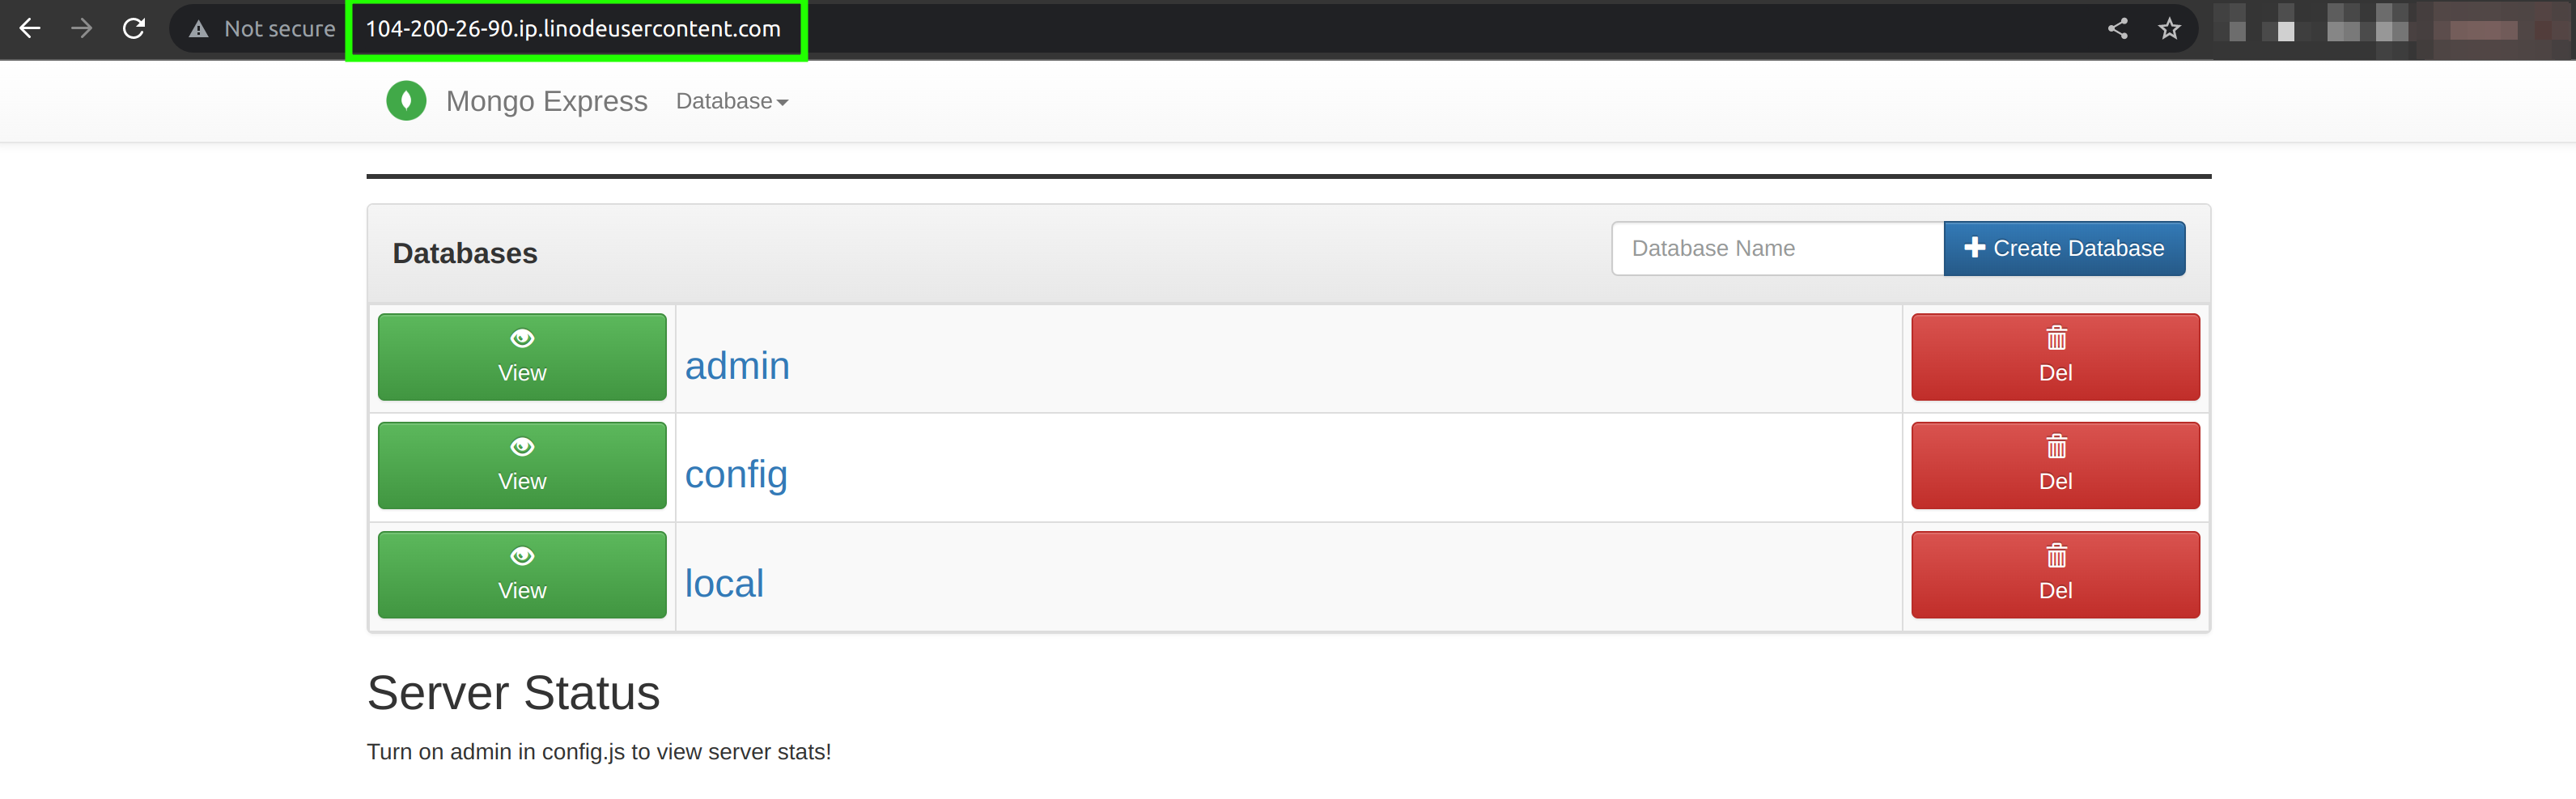 Not secure 104-200-26-90.ip.linodeusercontent.com
Mongo Express Database
Databases Database Name Create Database
View admin Del
View config Del
View local Del
Server Status
Turn on admin in config.js to view server stats!